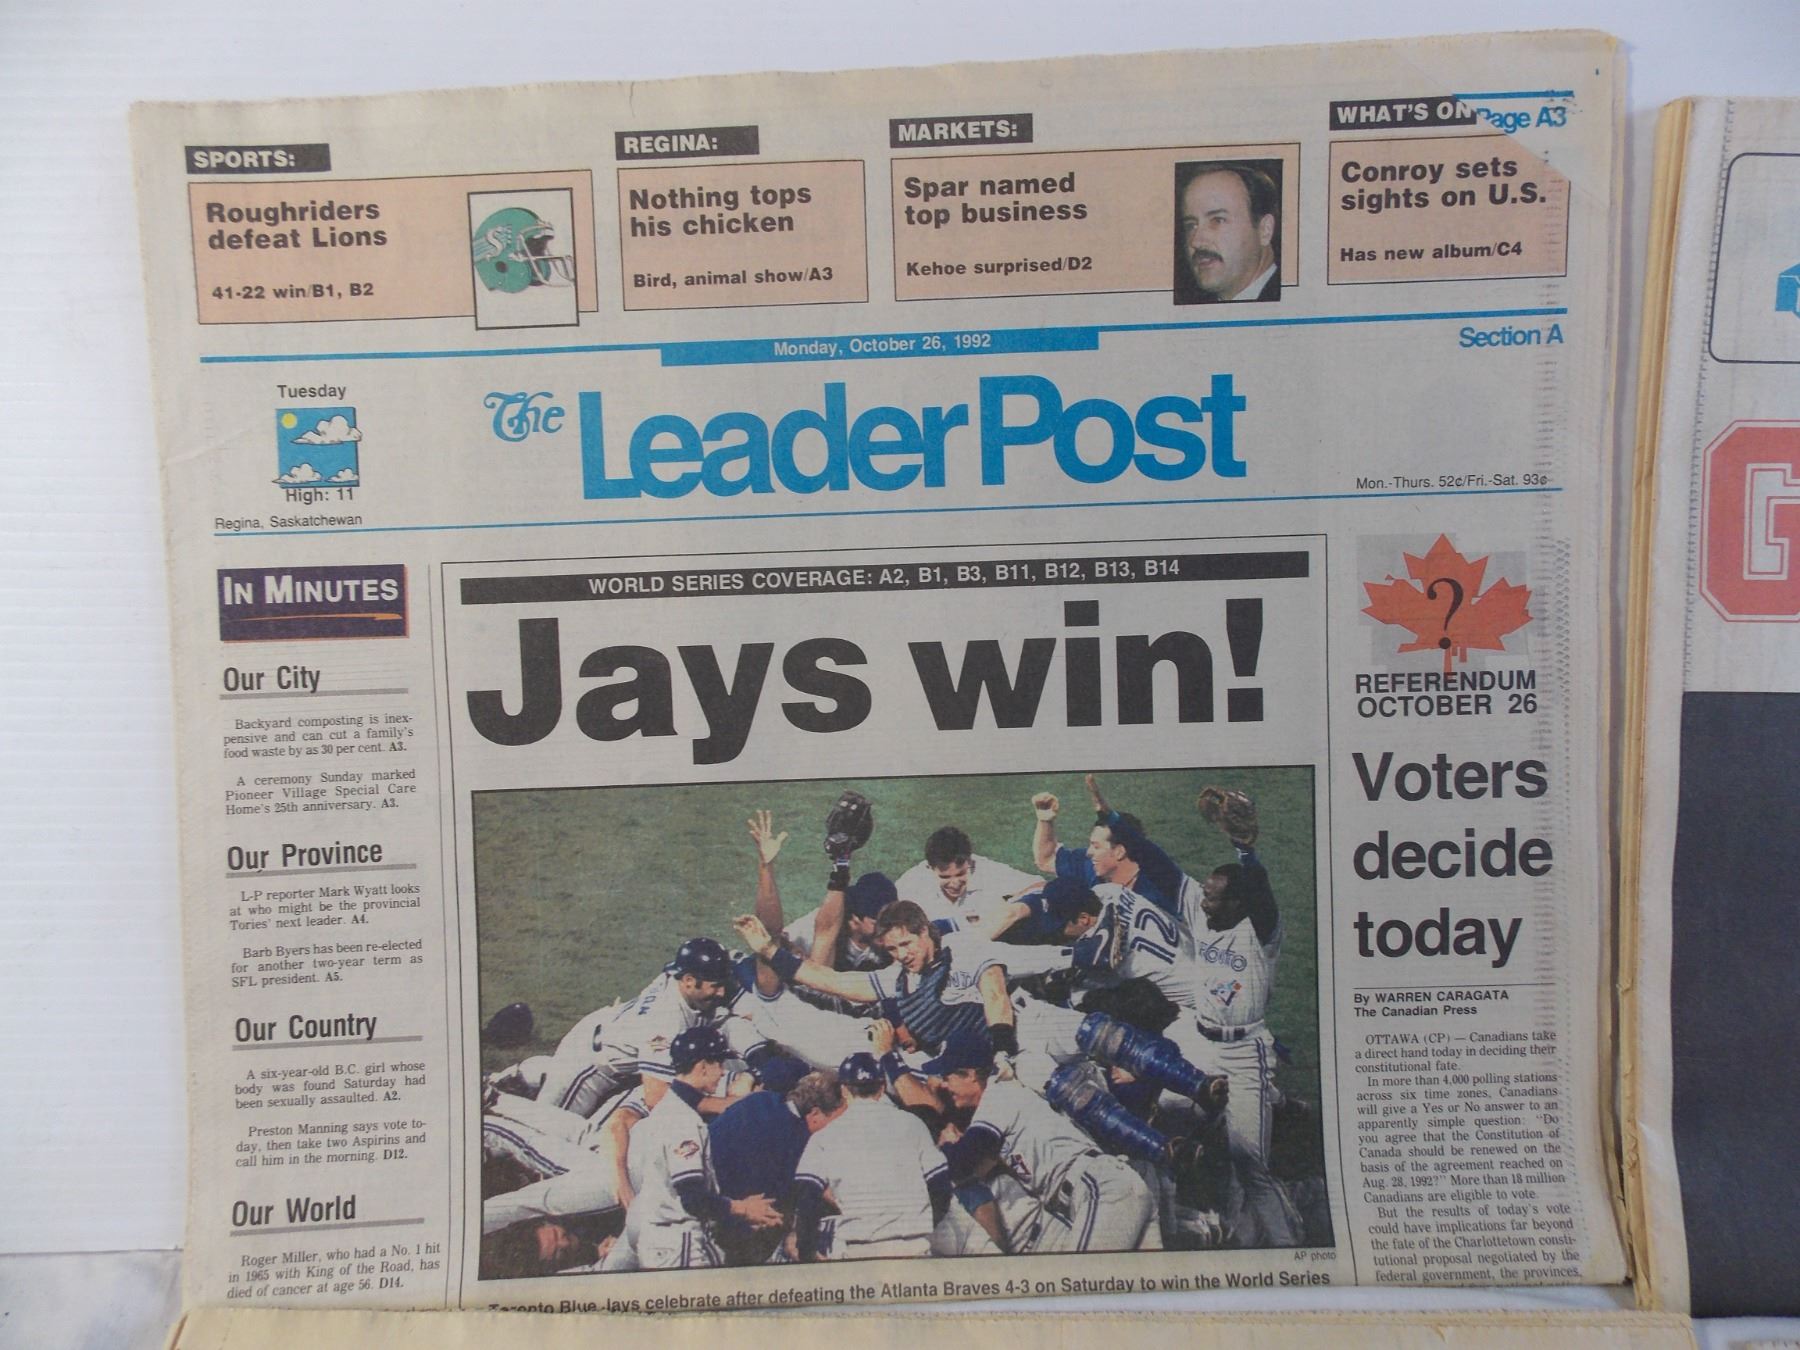 SPORTS:
Roughriders
defeat Lions
41-22 win/B1, B2
REGINA:
Nothing tops
his chicken
Bird, animal show/A3
MARKETS:
Spar named
top business
Kehoe surprised/D2
WHAT'S ON
Page A3
Conroy sets
sights on U.S.
Has new album/C4
Monday, October 26, 1992
Section A
Tuesday
High: 11
Regina, Saskatchewan
The Leader Post
Mon.-Thurs. 52¢/Fri.-Sat. 93¢
IN MINUTES
Our City
Backyard composting is inex-
pensive and can cut a family's
food waste by as 30 per cent. A3.
A ceremony Sunday marked
Pioneer Village Special Care
Home's 25th anniversary. A3.
Our Province
L-P reporter Mark Wyatt looks
at who might be the provincial
Tories' next leader. A4.
Barb Byers has been re-elected
for another two-year term as
SFL president. A5.
Our Country
A six-year-old B.C. girl whose
body was found Saturday had
been sexually assaulted. A2.
Preston Manning says vote to-
day, then take two Aspirins and
call him in the morning. D12.
Our World
Roger Miller, who had a No. 1 hit
in 1965 with King of the Road, has
died of cancer at age 56. D14.
WORLD SERIES COVERAGE: A2, B1, B3, B11, B12, B13, B14
Jays win!
12
AP photo
Toronto Blue Jays celebrate after defeating the Atlanta Braves 4-3 on Saturday to win the World Series
?
REFERENDUM
OCTOBER 26
Voters
decide
today
By WARREN CARAGATA
The Canadian Press
OTTAWA (CP) — Canadians take
a direct hand today in deciding their
constitutional fate.
In more than 4,000 polling stations
across six time zones, Canadians
will give a Yes or No answer to an
apparently simple question: "Do
you agree that the Constitution of
Canada should be renewed on the
basis of the agreement reached on
Aug. 28, 1992?" More than 18 million
Canadians are eligible to vote.
But the results of today's vote
could have implications far beyond
the fate of the Charlottetown consti-
tutional proposal negotiated by the
federal government, the provinces,
G